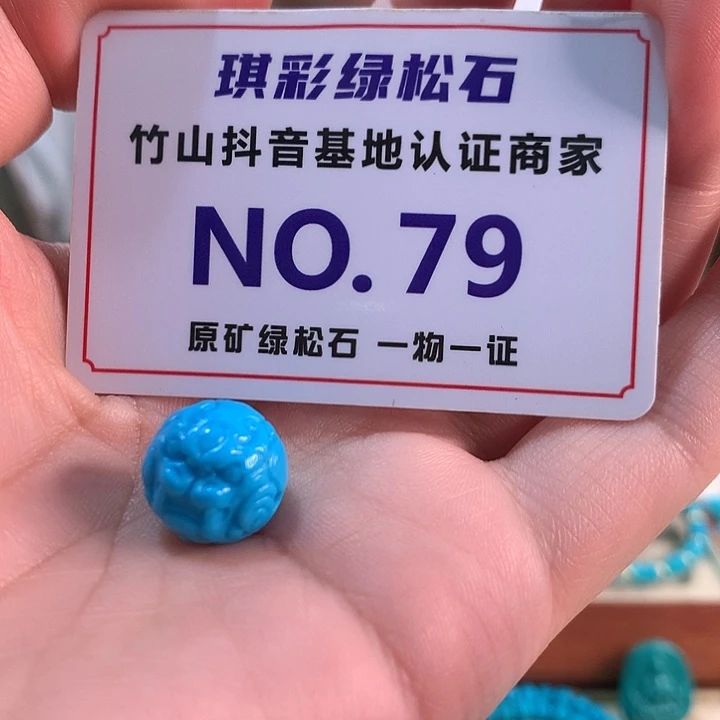 琪彩绿松石
竹山抖音基地认证商家
NO.79
原矿绿松石 一物一证